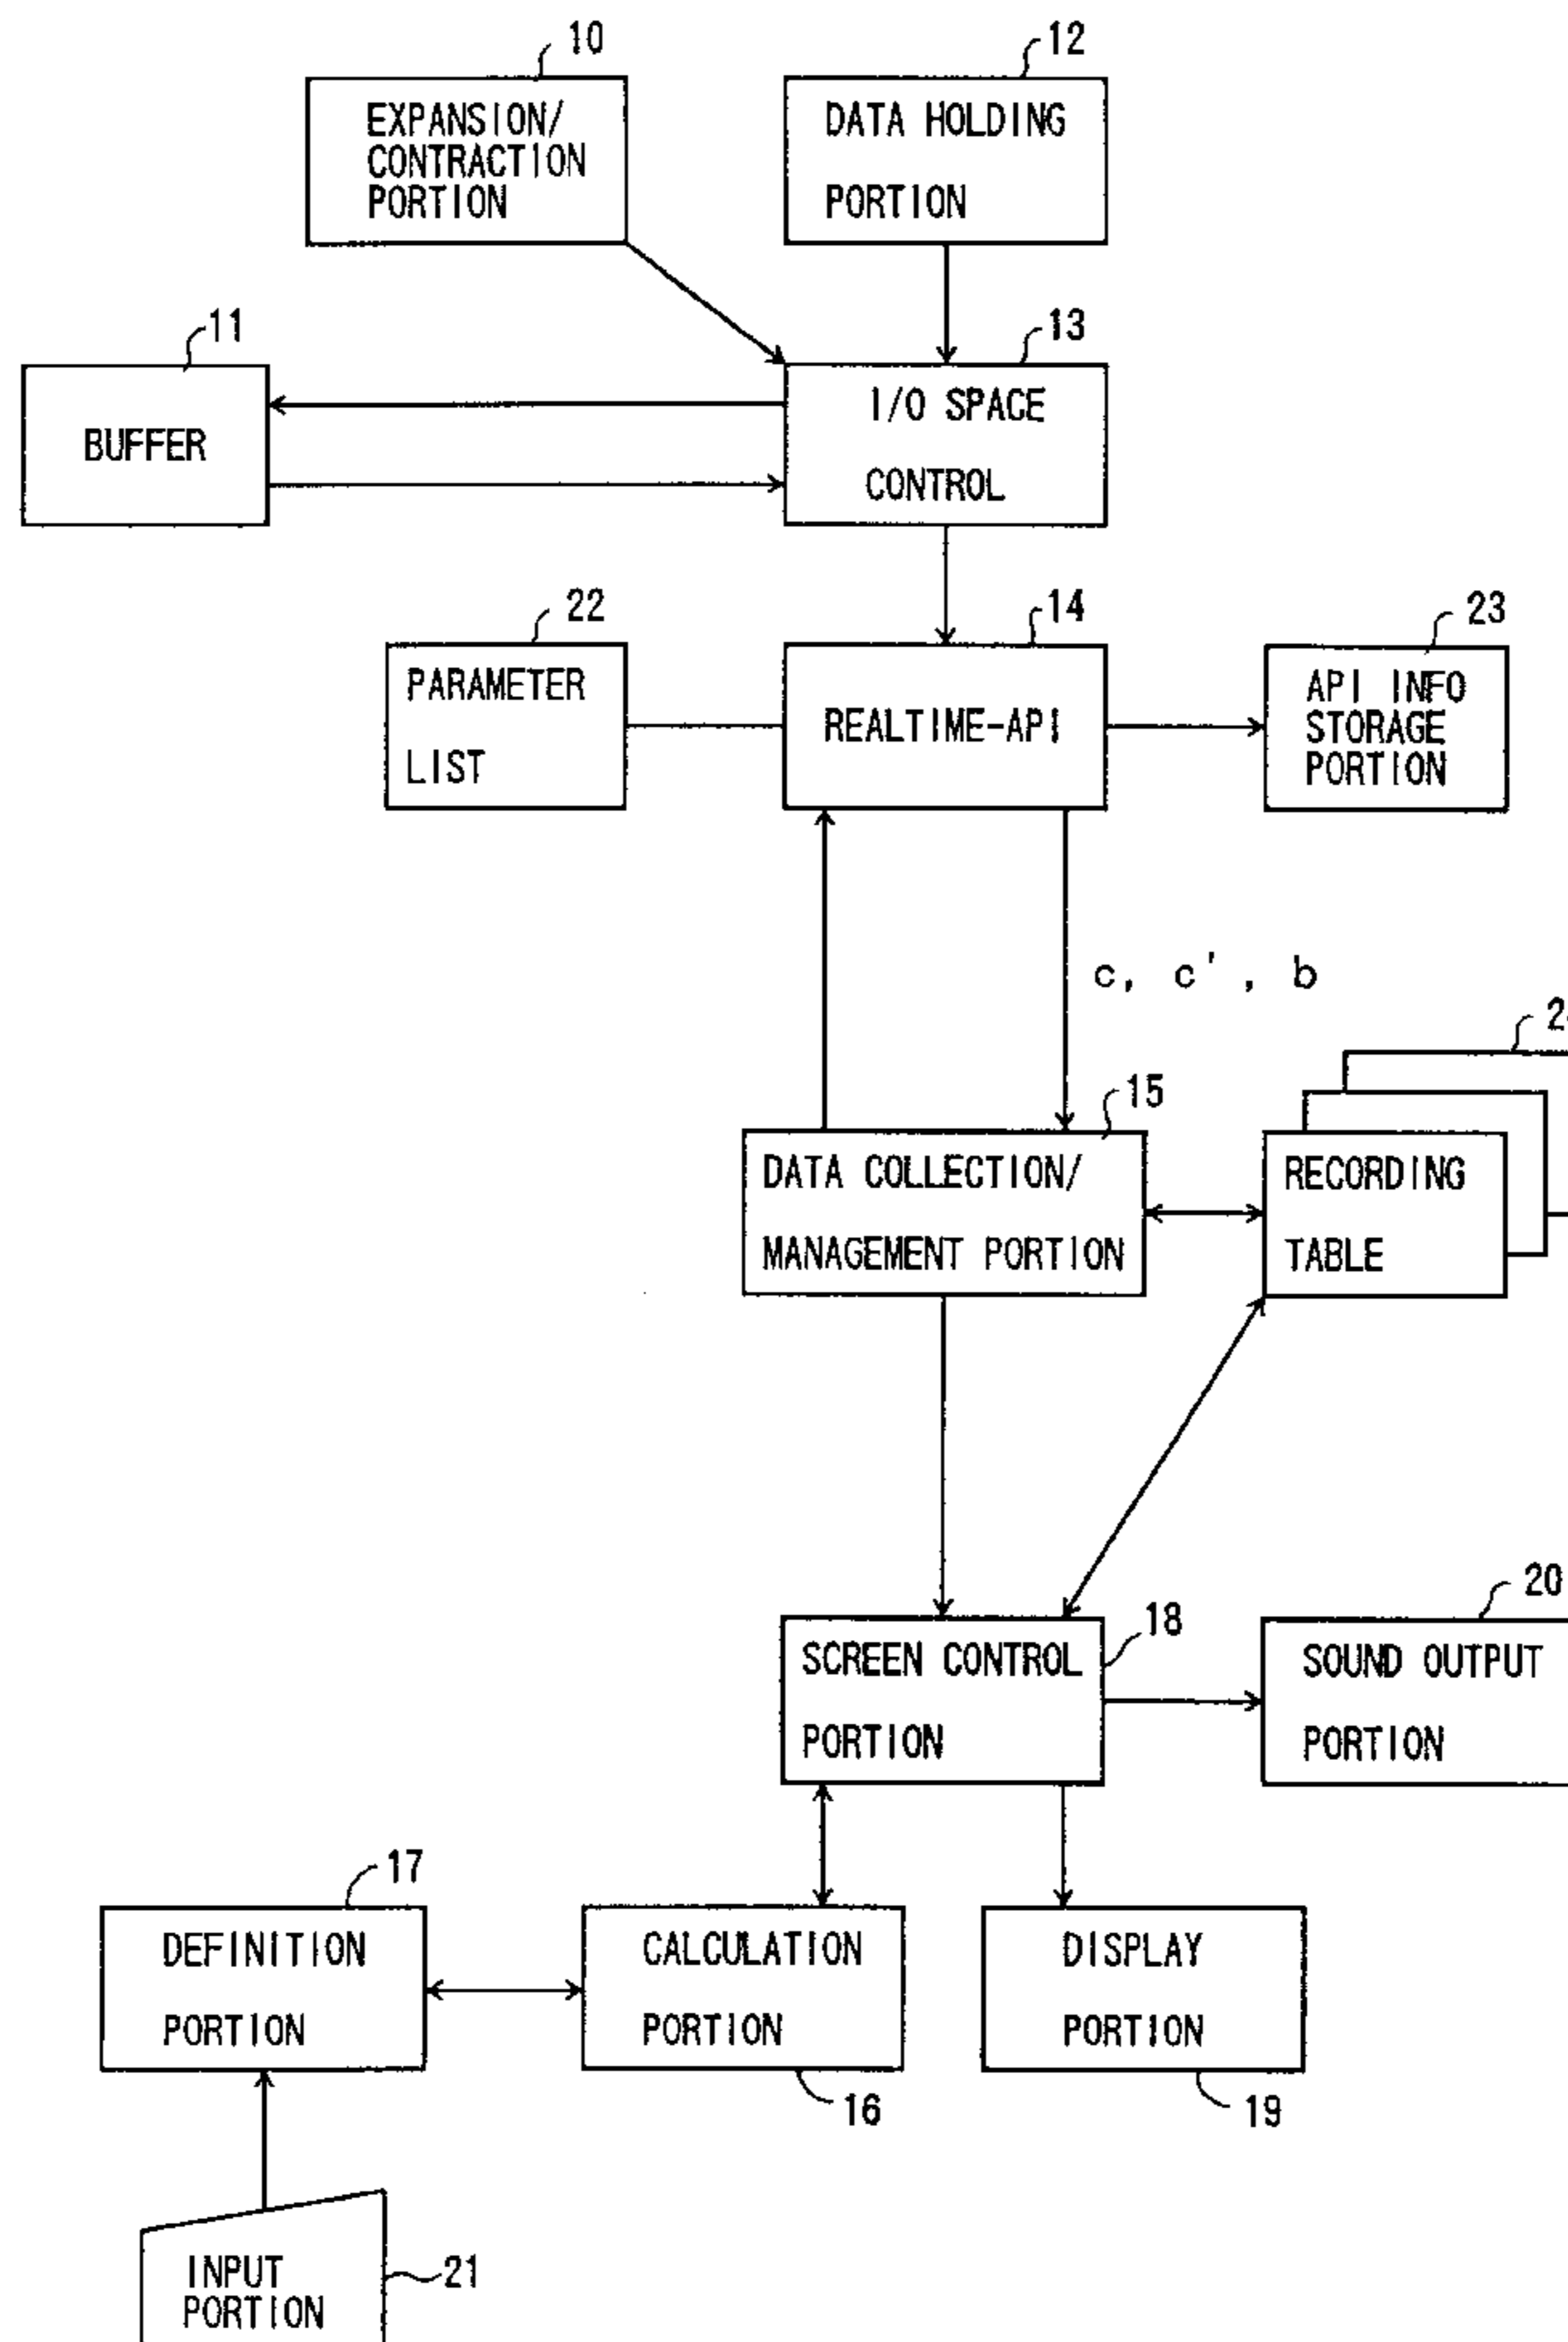 10
12
EXPANSION/
CONTRACTION
PORTION
DATA HOLDING
PORTION
11
13
BUFFER
I/O SPACE
CONTROL
22
14
23
PARAMETER
LIST
REALTIME-API
API INFO
STORAGE
PORTION
c, c', b
15
DATA COLLECTION/
MANAGEMENT PORTION
RECORDING
TABLE
18
20
SCREEN CONTROL
PORTION
SOUND OUTPUT
PORTION
17
DEFINITION
PORTION
CALCULATION
PORTION
DISPLAY
PORTION
16
19
INPUT
PORTION
21